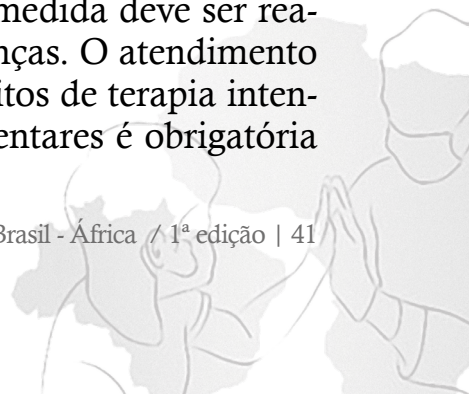 medida deve ser rea-
nças. O atendimento
itos de terapia inten-
entares é obrigatória
Brasil - África / 1ª edição | 41